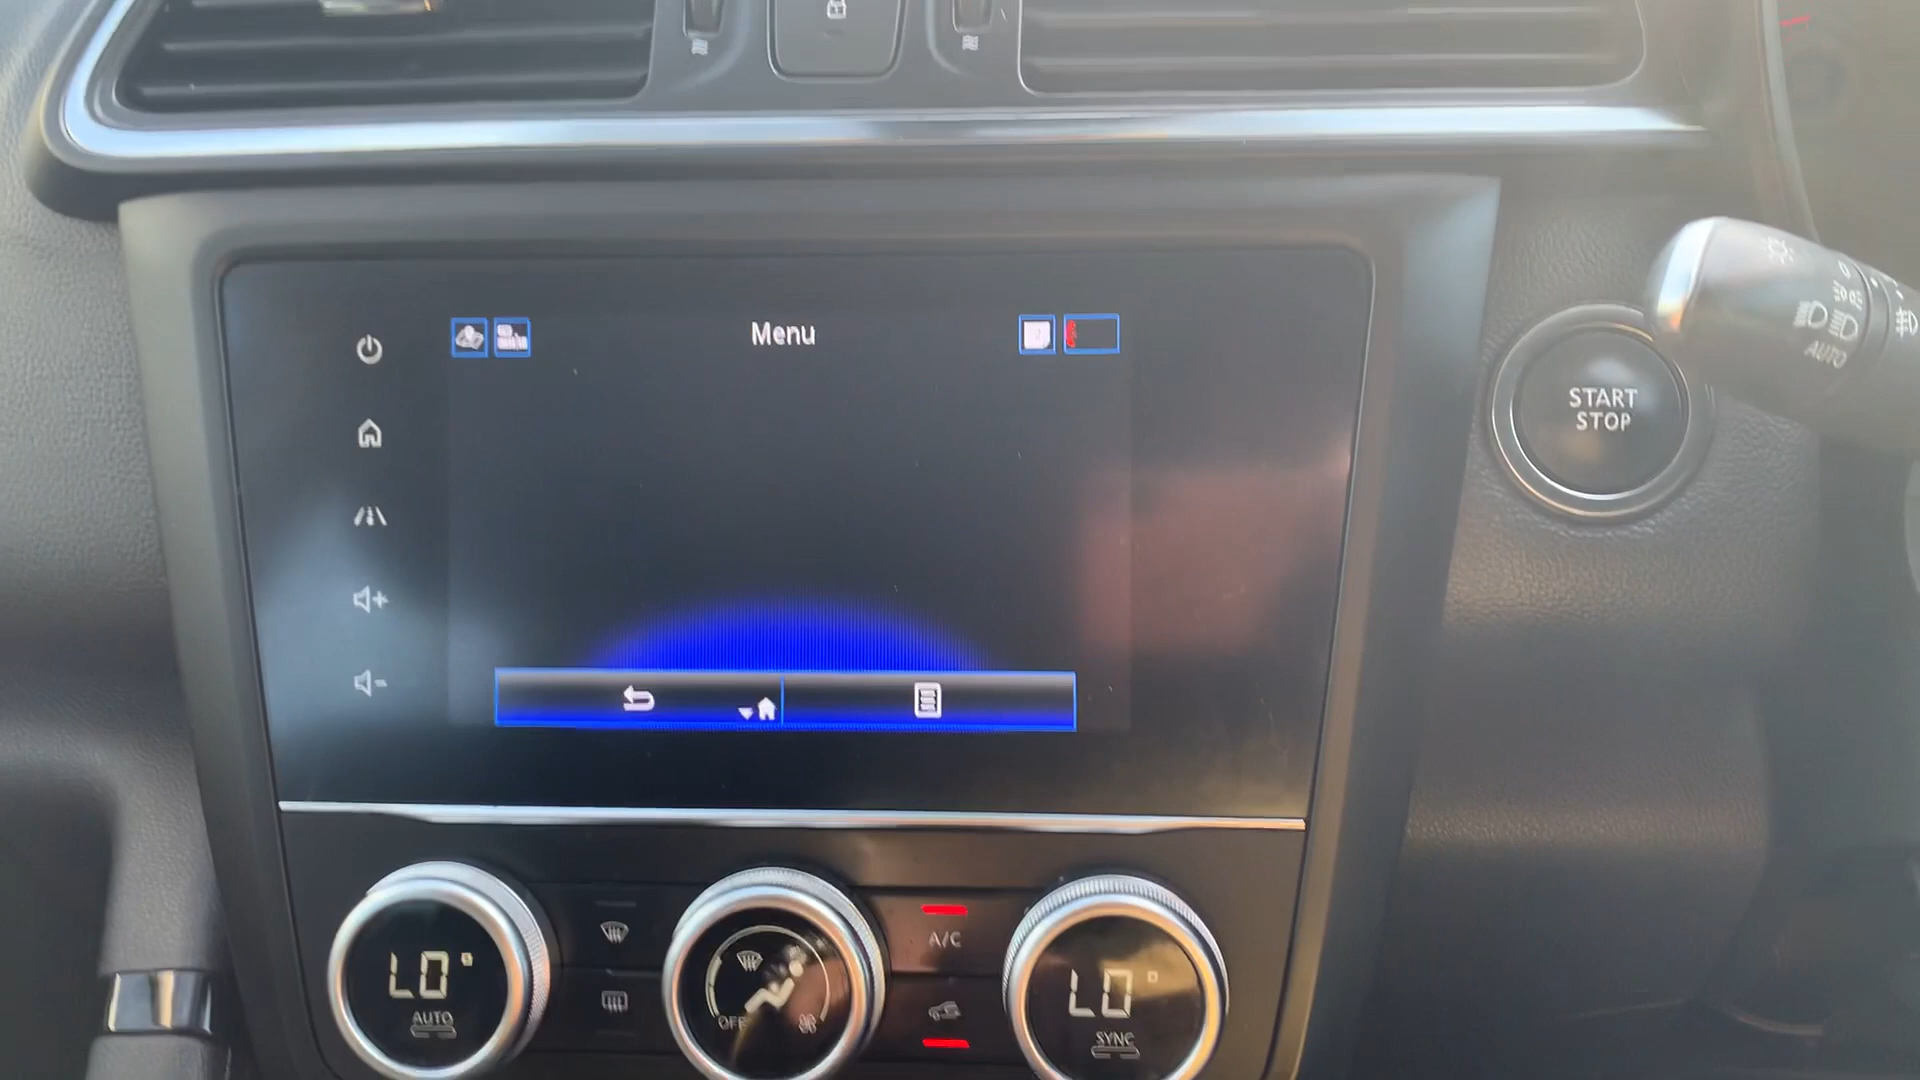 Menu
START
STOP
AUTO
A/C
LO
AUTO
OFF
LO
SYNC